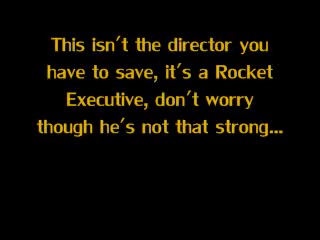 This isn't the director you
have to save, it's a Rocket
Executive, don't worry
though he's not that strong...